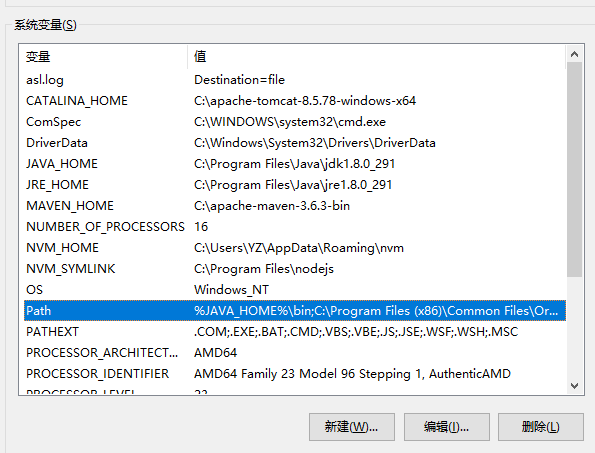 系统变量(S)
变量 值
asl.log Destination=file
CATALINA_HOME C:\apache-tomcat-8.5.78-windows-x64
ComSpec C:\WINDOWS\system32\cmd.exe
DriverData C:\Windows\System32\Drivers\DriverData
JAVA_HOME C:\Program Files\Java\jdk1.8.0_291
JRE_HOME C:\Program Files\Java\jre1.8.0_291
MAVEN_HOME C:\apache-maven-3.6.3-bin
NUMBER_OF_PROCESSORS 16
NVM_HOME C:\Users\YZ\AppData\Roaming\nvm
NVM_SYMLINK C:\Program Files\nodejs
OS Windows_NT
Path %JAVA_HOME%\bin;C:\Program Files (x86)\Common Files\Or...
PATHEXT .COM;.EXE;.BAT;.CMD;.VBS;.VBE;.JS;.JSE;.WSF;.WSH;.MSC
PROCESSOR_ARCHITECT... AMD64
PROCESSOR_IDENTIFIER AMD64 Family 23 Model 96 Stepping 1, AuthenticAMD
PROCESSOR_LEVEL 23
新建(W)... 编辑(I)... 删除(L)